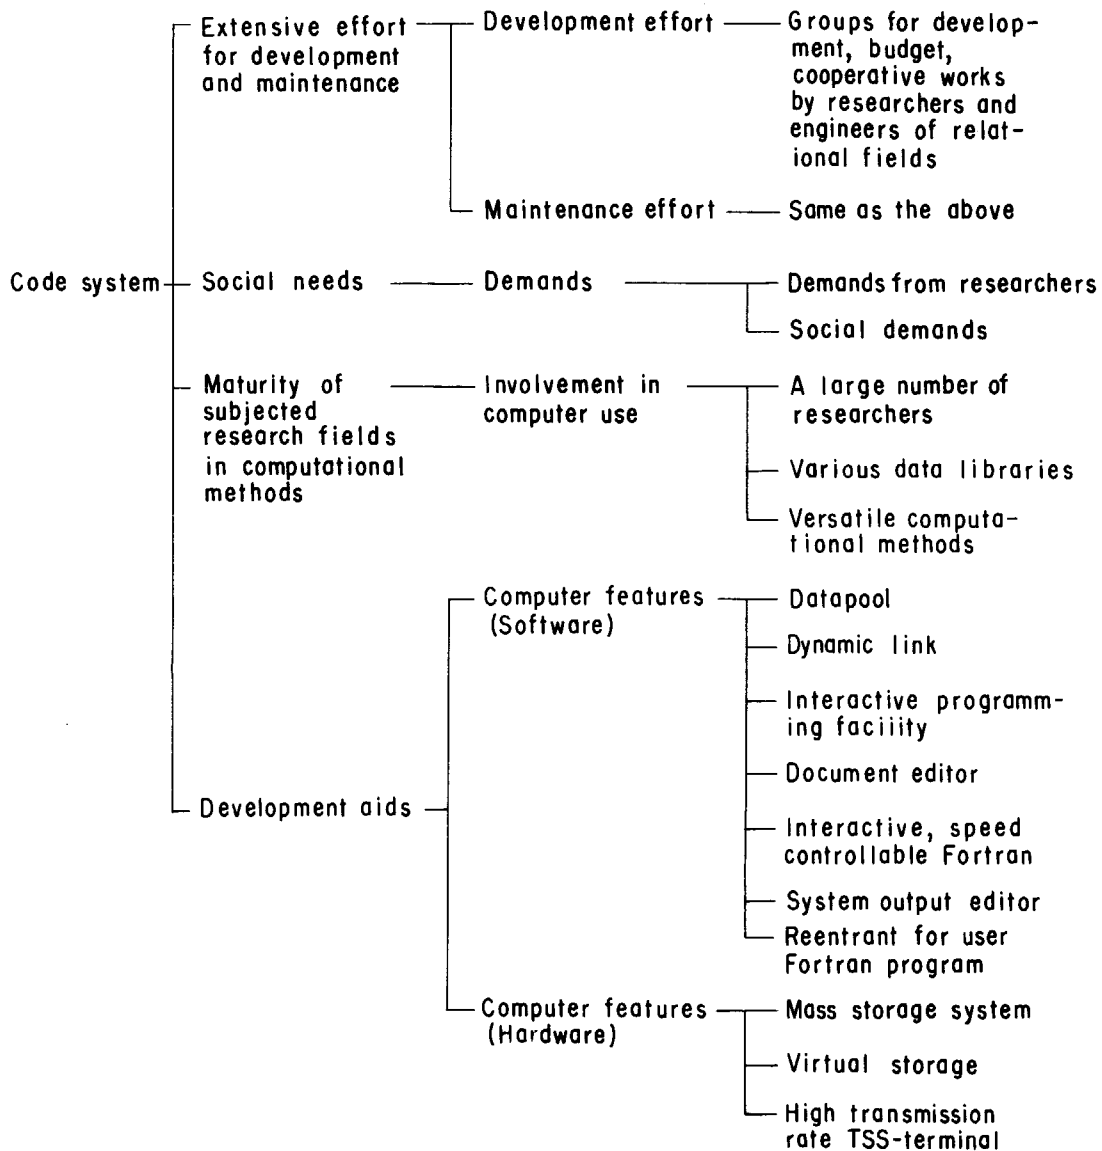 Code system
Extensive effort
for development
and maintenance
Development effort
Groups for develop-
ment, budget,
cooperative works
by researchers and
engineers of relat-
ional fields
Maintenance effort
Same as the above
Social needs
Demands
Demands from researchers
Social demands
Maturity of
subjected
research fields
in computational
methods
Involvement in
computer use
A large number of
researchers
Various data libraries
Versatile computa-
tional methods
Development aids
Computer features
(Software)
Datapool
Dynamic link
Interactive programm-
ing faciiity
Document editor
Interactive, speed
controllable Fortran
System output editor
Reentrant for user
Fortran program
Computer features
(Hardware)
Mass storage system
Virtual storage
High transmission
rate TSS-terminal